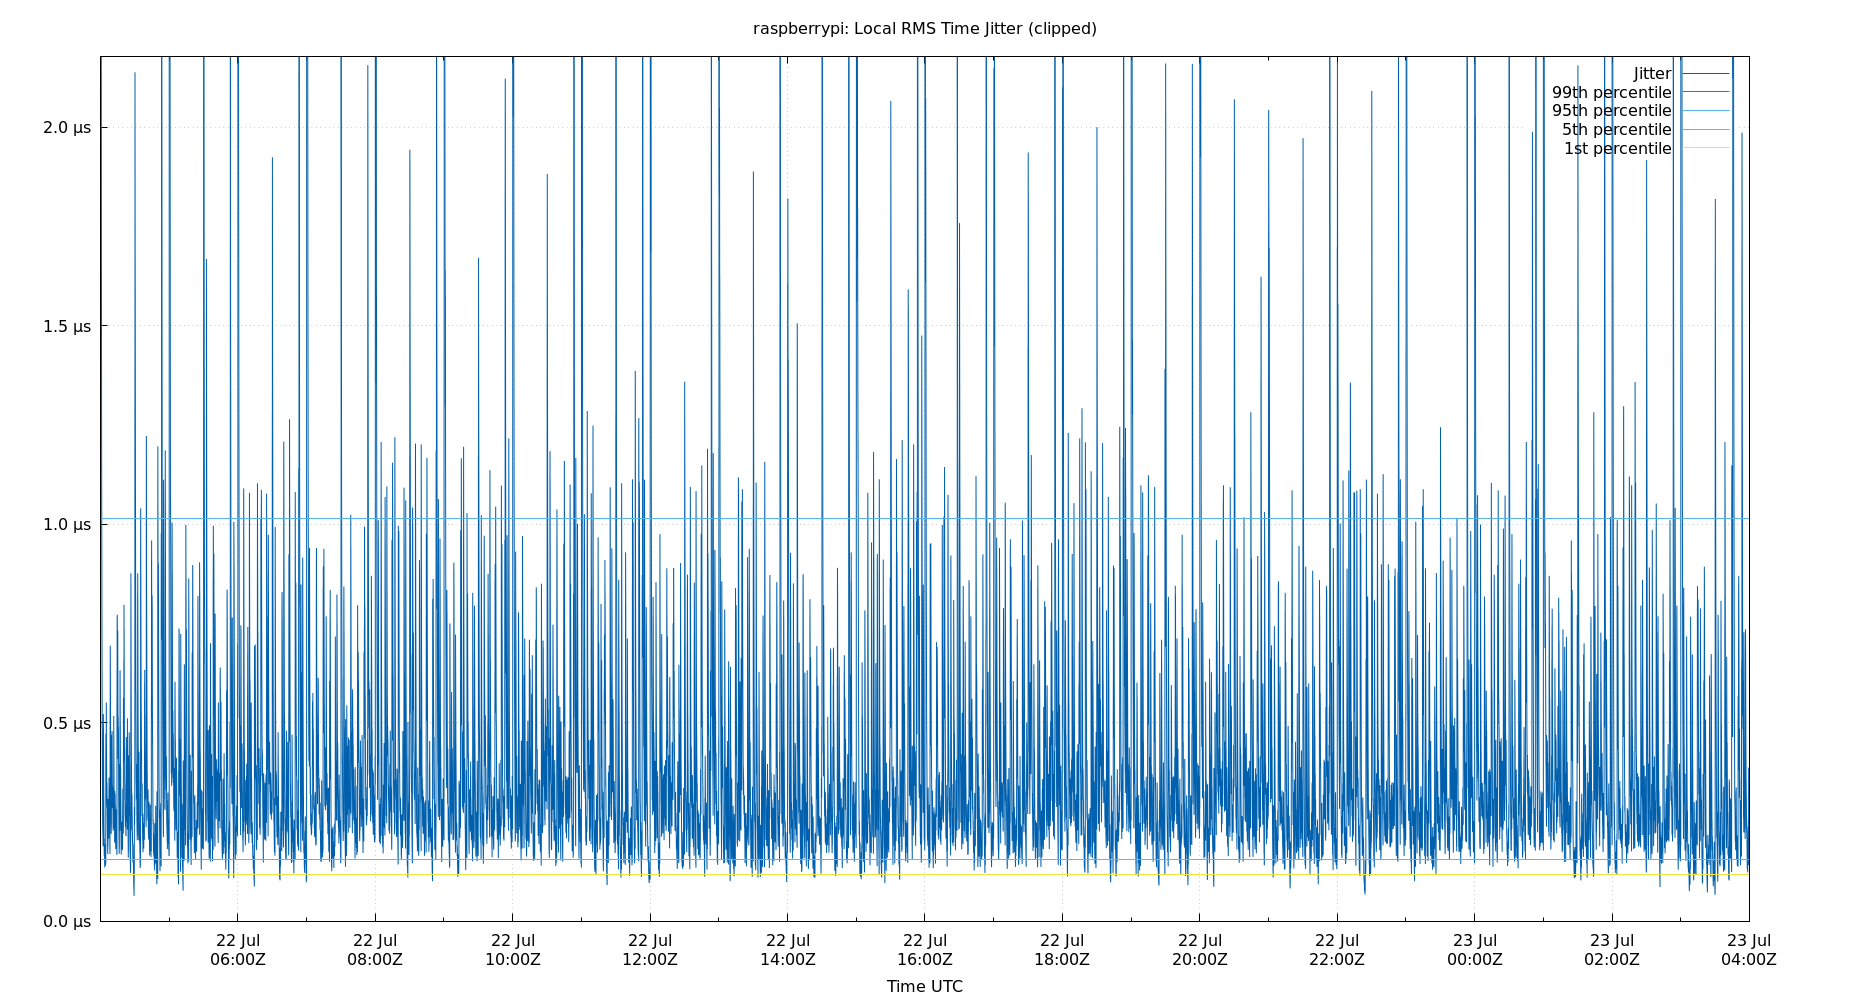 raspberrypi: Local RMS Time Jitter (clipped)
Jitter
99th percentile
95th percentile
5th percentile
1st percentile
2.0 µs
1.5 µs
1.0 µs
0.5 µs
0.0 µs
22 Jul 22 Jul 22 Jul 22 Jul 22 Jul 22 Jul 22 Jul 22 Jul 22 Jul 23 Jul 23 Jul 23 Jul
06:00Z 08:00Z 10:00Z 12:00Z 14:00Z 16:00Z 18:00Z 20:00Z 22:00Z 00:00Z 02:00Z 04:00Z
Time UTC